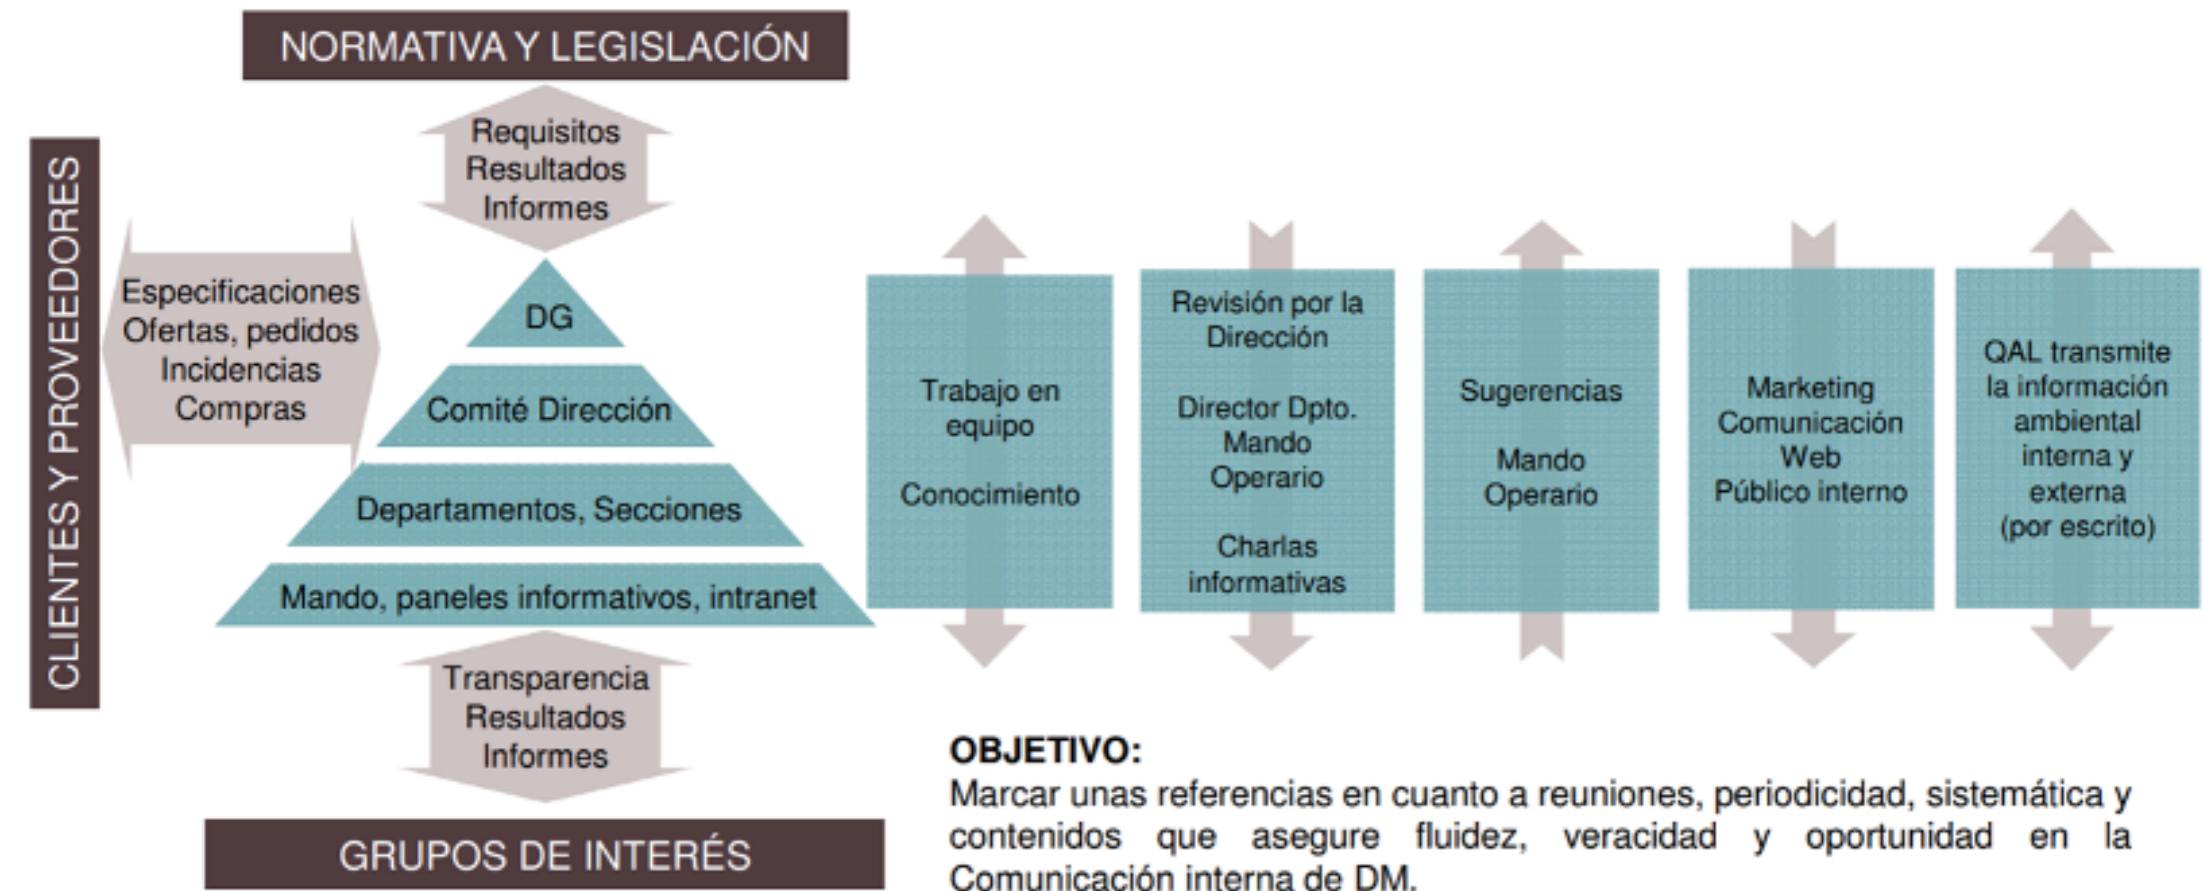 NORMATIVA Y LEGISLACIÓN
Requisitos
Resultados
Informes
CLIENTES Y PROVEEDORES
Especificaciones
Ofertas, pedidos
Incidencias
Compras
DG
Comité Dirección
Departamentos, Secciones
Mando, paneles informativos, intranet
Transparencia
Resultados
Informes
GRUPOS DE INTERÉS
Trabajo en
equipo
Conocimiento
Revisión por la
Dirección
Director Dpto.
Mando
Operario
Charlas
informativas
Sugerencias
Mando
Operario
Marketing
Comunicación
Web
Público interno
QAL transmite
la información
ambiental
interna y
externa
(por escrito)
OBJETIVO:
Marcar unas referencias en cuanto a reuniones, periodicidad, sistemática y
contenidos que asegure fluidez, veracidad y oportunidad en la
Comunicación interna de DM.